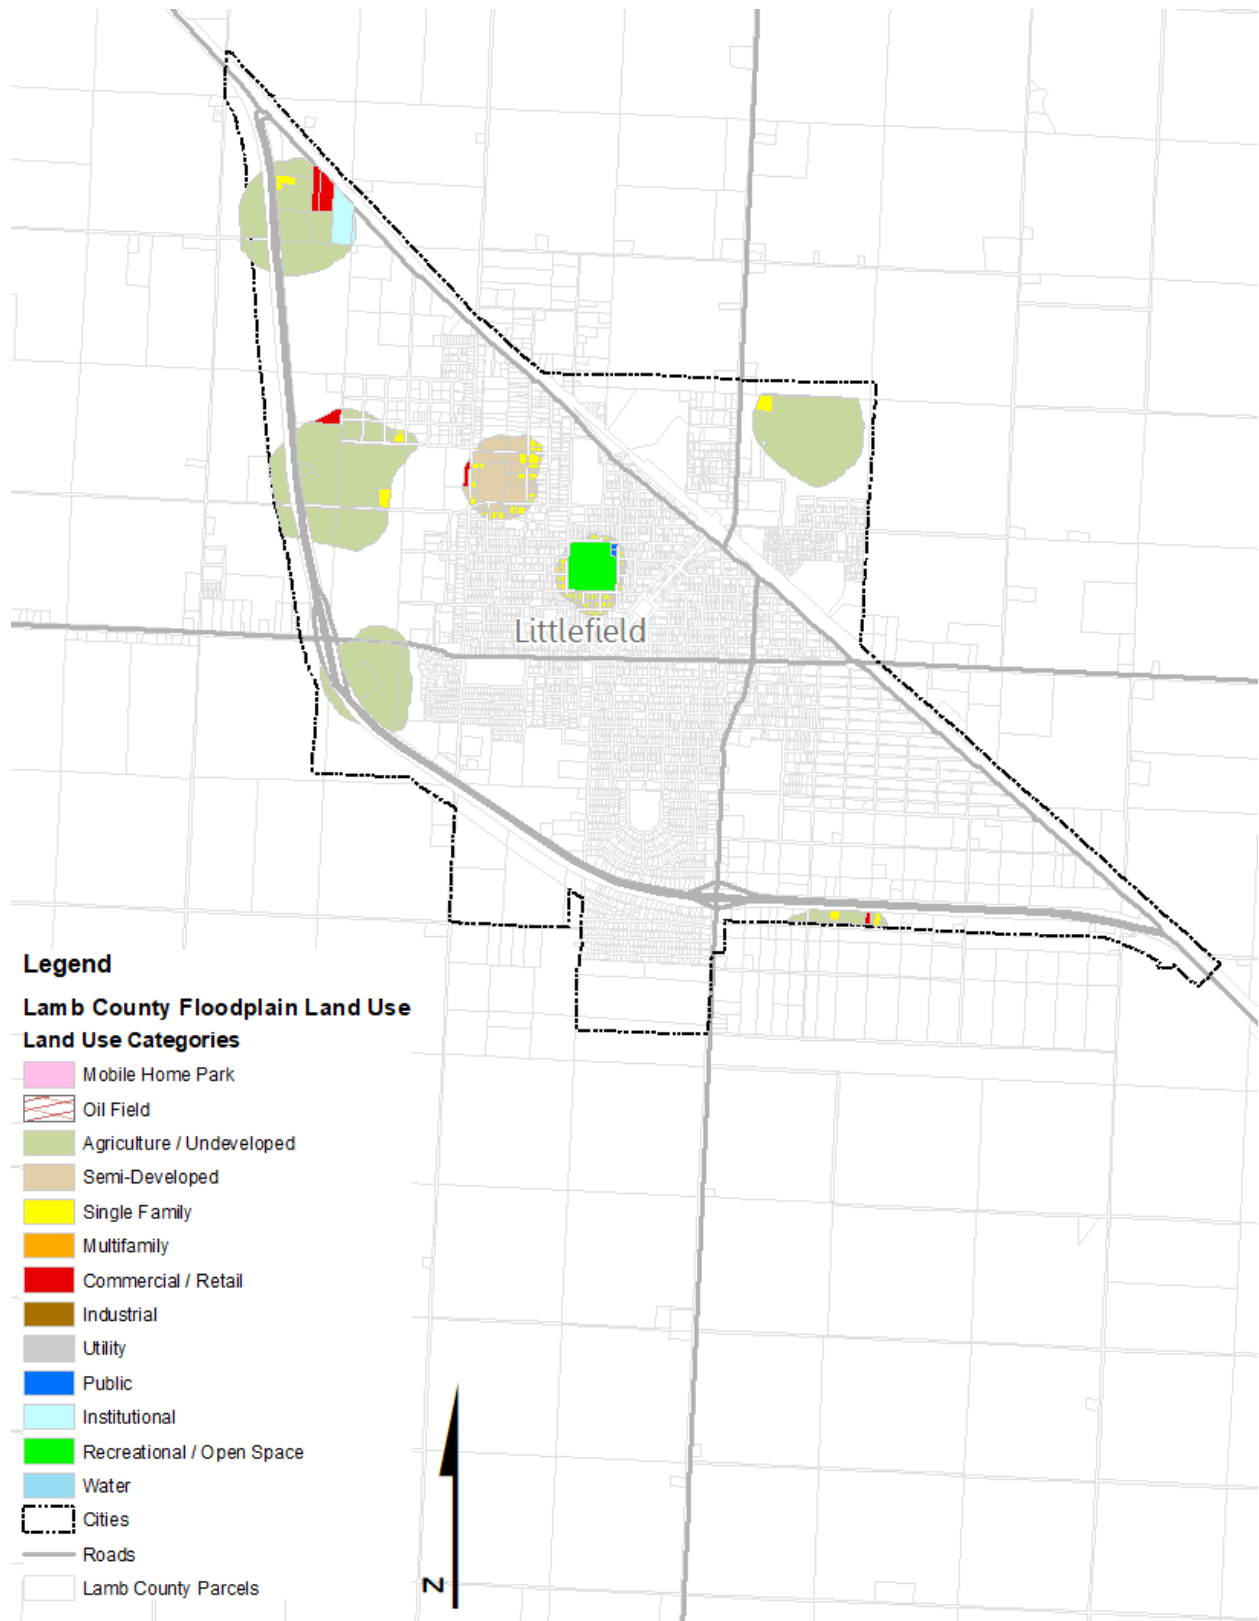 Littlefield
Legend
Lamb County Floodplain Land Use
Land Use Categories
Mobile Home Park
Oil Field
Agriculture / Undeveloped
Semi-Developed
Single Family
Multifamily
Commercial / Retail
Industrial
Utility
Public
Institutional
Recreational / Open Space
Water
Cities
Roads
Lamb County Parcels
N